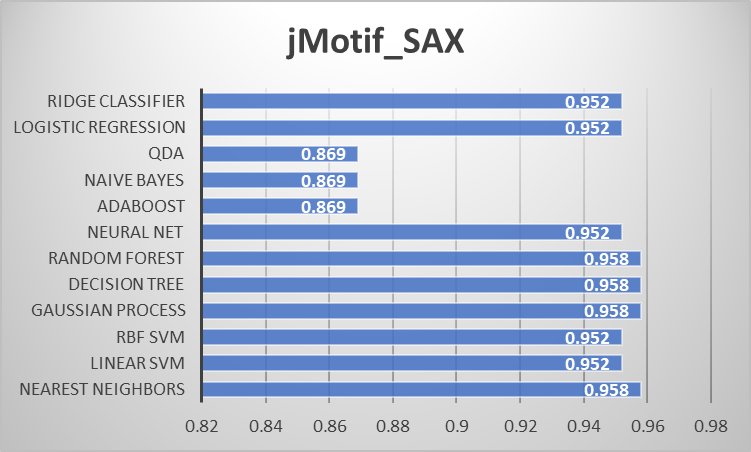 jMotif_SAX
RIDGE CLASSIFIER 0.952
LOGISTIC REGRESSION 0.952
QDA 0.869
NAIVE BAYES 0.869
ADABOOST 0.869
NEURAL NET 0.952
RANDOM FOREST 0.958
DECISION TREE 0.958
GAUSSIAN PROCESS 0.958
RBF SVM 0.952
LINEAR SVM 0.952
NEAREST NEIGHBORS 0.958
0.82 0.84 0.86 0.88 0.9 0.92 0.94 0.96 0.98